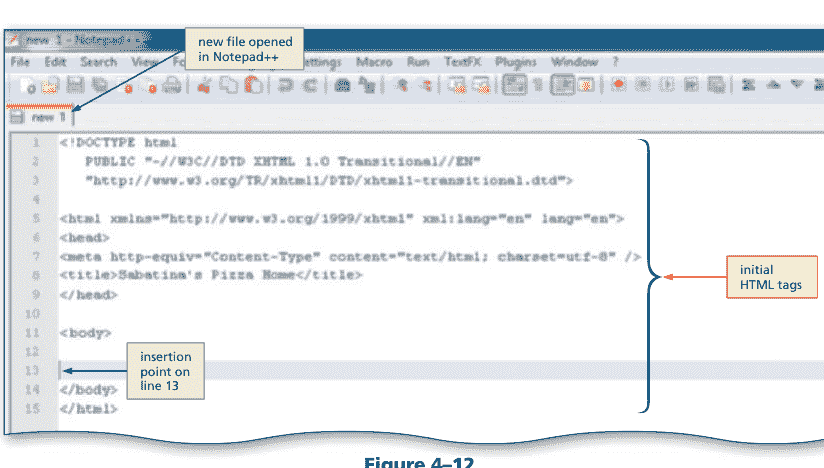 new 1 - Notepad++
new file opened
in Notepad++
File Edit Search View ttings Macro Run TextFX Plugins Window ?
new 1
1 <!DOCTYPE html
2 PUBLIC "-//W3C//DTD XHTML 1.0 Transitional//EN"
3 "http://www.w3.org/TR/xhtml1/DTD/xhtml1-transitional.dtd">
4
5 <html xmlns="http://www.w3.org/1999/xhtml" xml:lang="en" lang="en">
6 <head>
7 <meta http-equiv="Content-Type" content="text/html; charset=utf-8" />
8 <title>Sabatina's Pizza Home</title>
9 </head>
10
11 <body>
12
13
14 </body>
15 </html>
initial
HTML tags
insertion
point on
line 13
Figure 4–12